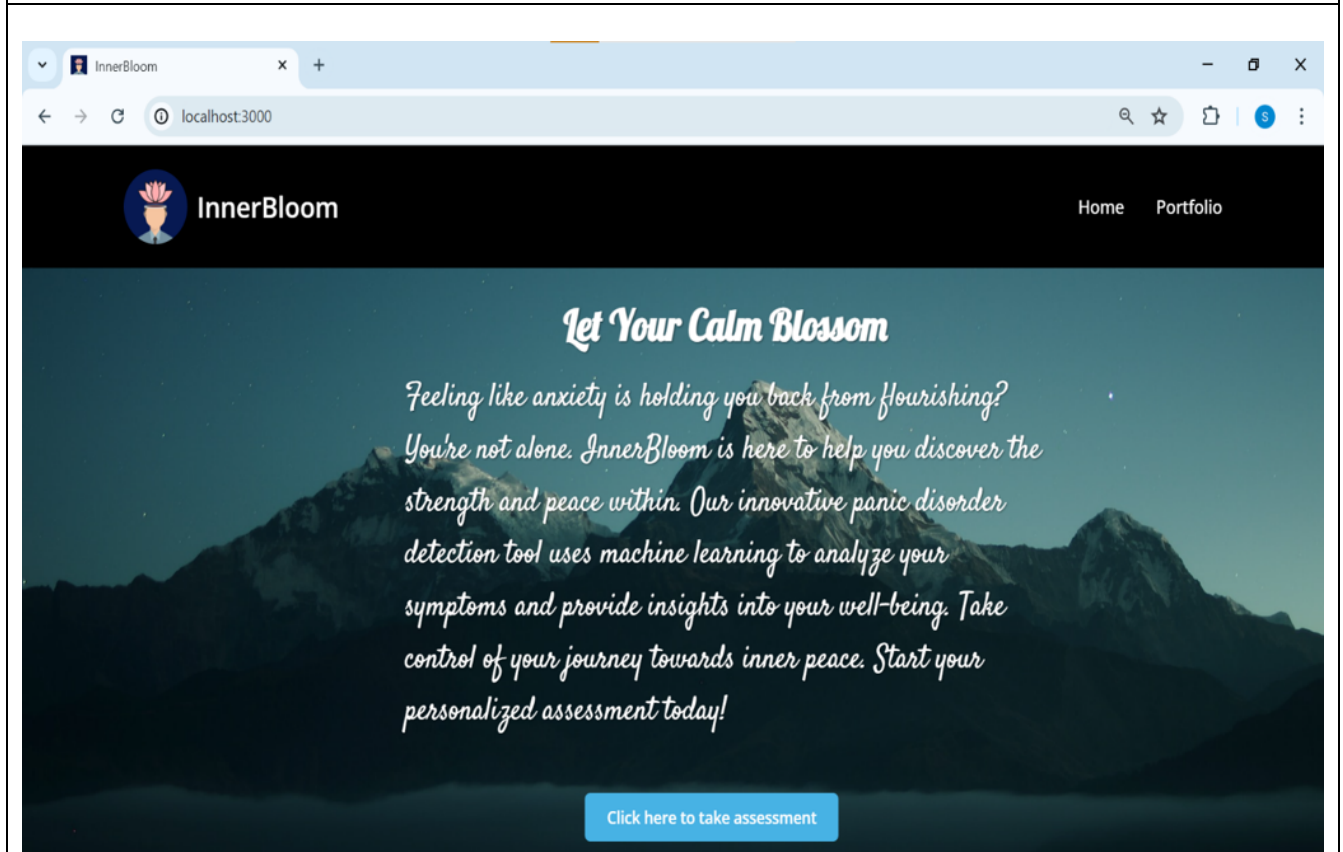 InnerBloom
localhost:3000
S
InnerBloom
Home Portfolio
Let Your Calm Blossom
Feeling like anxiety is holding you back from flourishing?
You're not alone. InnerBloom is here to help you discover the
strength and peace within. Our innovative panic disorder
detection tool uses machine learning to analyze your
symptoms and provide insights into your well-being. Take
control of your journey towards inner peace. Start your
personalized assessment today!
Click here to take assessment